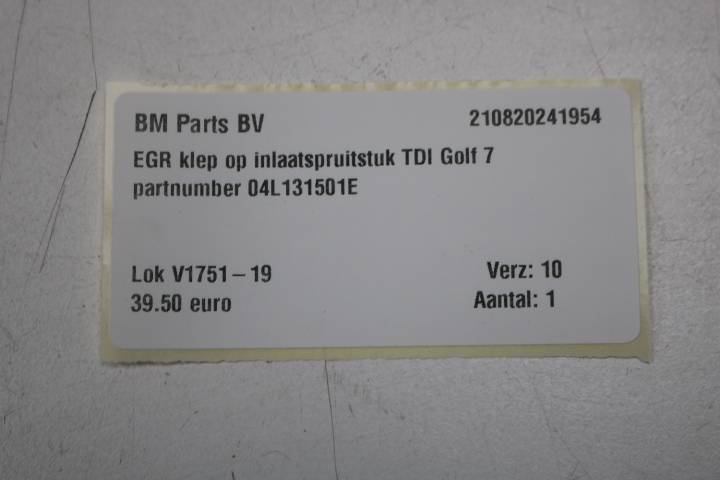 BM Parts BV 210820241954
EGR klep op inlaatspruitstuk TDI Golf 7
partnumber 04L131501E
Lok V1751-19 Verz: 10
39.50 euro Aantal: 1